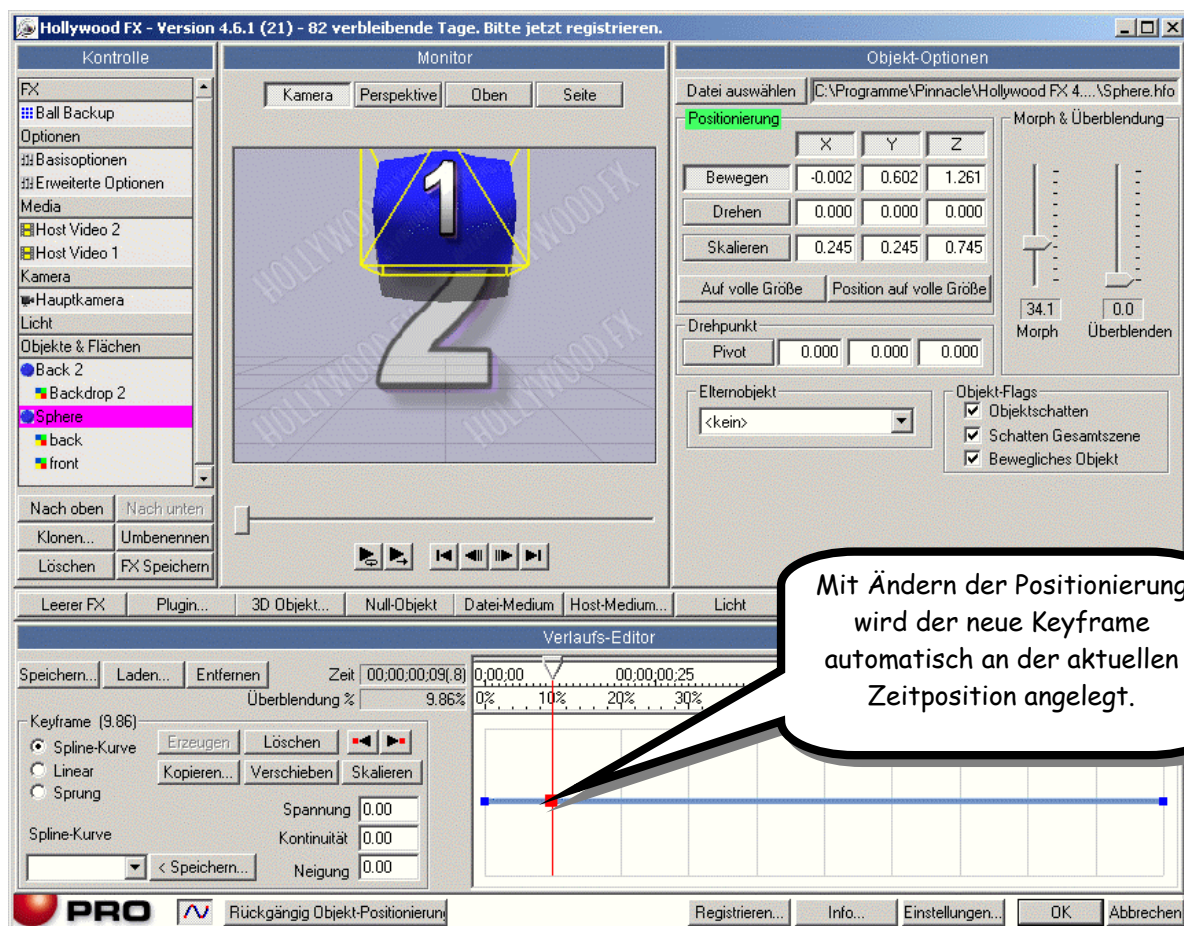 Hollywood FX - Version 4.6.1 (21) - 82 verbleibende Tage. Bitte jetzt registrieren.
Kontrolle
FX
Ball Backup
Optionen
Basisoptionen
Erweiterte Optionen
Media
Host Video 2
Host Video 1
Kamera
Hauptkamera
Licht
Objekte & Flächen
Back 2
Backdrop 2
Sphere
back
front
Nach oben Nach unten
Klonen... Umbenennen
Löschen FX Speichern
Monitor
Kamera Perspektive Oben Seite
HOLLYWOOD FX HOLLYWOOD FX
1
2
HOLLYWOOD FX HOLLYWOOD FX
Objekt-Optionen
Datei auswählen C:\Programme\Pinnacle\Hollywood FX 4....\Sphere.hfo
Positionierung
X Y Z
Bewegen -0.002 0.602 1.261
Drehen 0.000 0.000 0.000
Skalieren 0.245 0.245 0.745
Auf volle Größe Position auf volle Größe
Drehpunkt
Pivot 0.000 0.000 0.000
Morph & Überblendung
34.1 0.0
Morph Überblenden
Elternobjekt
<kein>
Objekt-Flags
Objektschatten
Schatten Gesamtszene
Bewegliches Objekt
Leerer FX Plugin... 3D Objekt... Null-Objekt Datei-Medium Host-Medium... Licht
Mit Ändern der Positionierung
wird der neue Keyframe
automatisch an der aktuellen
Zeitposition angelegt.
Verlaufs-Editor
Speichern... Laden... Entfernen Zeit 00;00;00;09(.8)
Überblendung % 9.86%
0;00;00 00;00;00;25
0% 10% 20% 30%
Keyframe (9.86)
Spline-Kurve Erzeugen Löschen
Linear Kopieren... Verschieben Skalieren
Sprung
Spannung 0.00
Spline-Kurve Kontinuität 0.00
< Speichern... Neigung 0.00
PRO Rückgängig Objekt-Positionierung Registrieren... Info... Einstellungen... OK Abbrechen